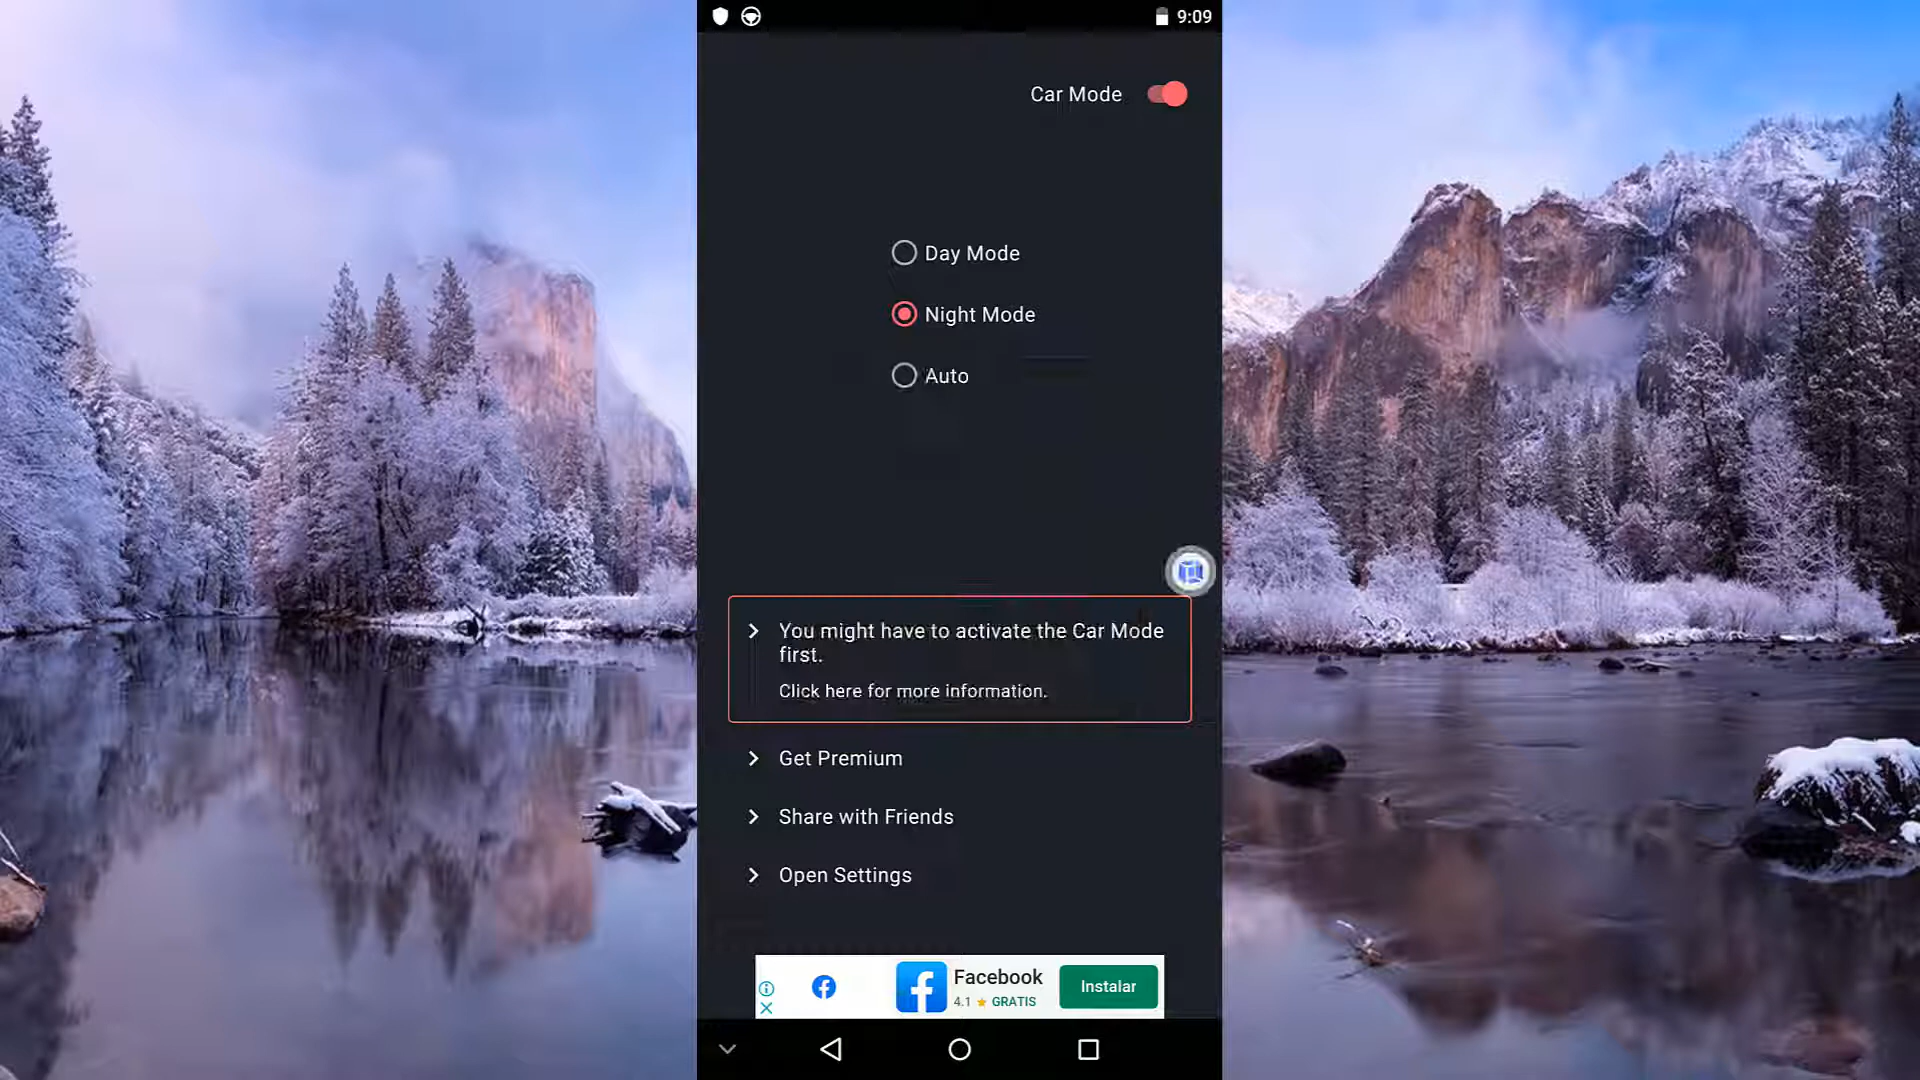 9:09
Car Mode
Day Mode
Night Mode
Auto
You might have to activate the Car Mode
first.
Click here for more information.
Get Premium
Share with Friends
Open Settings
Facebook
4.1 ★ GRATIS
Instalar